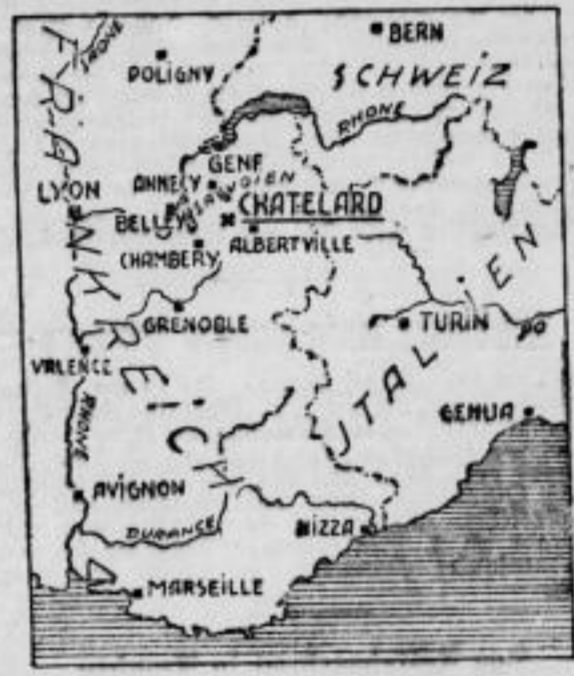 BERN
RHONE
POLIGNY
SCHWEIZ
FRANKREICH
RHONE
GENF
ANNECY
SAVOIEN
LYON
CHATELARD
BELLEY
ALBERTVILLE
CHAMBERY
GRENOBLE
TURIN
PO
ITALIEN
VALENCE
RHONE
GENUA
AVIGNON
DURANCE
NIZZA
MARSEILLE